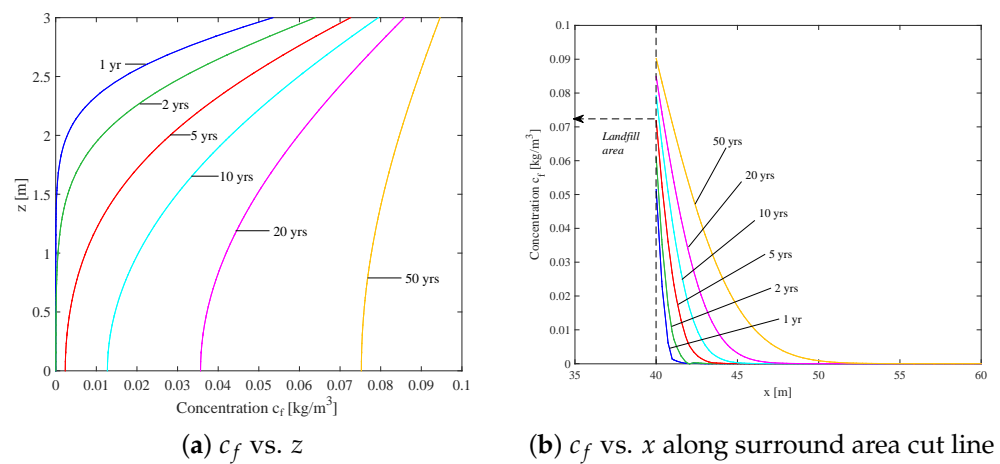 3
2.5
2
1.5
1
0.5
0
z [m]
1 yr
2 yrs
5 yrs
10 yrs
20 yrs
50 yrs
0 0.01 0.02 0.03 0.04 0.05 0.06 0.07 0.08 0.09 0.1
Concentration c_f [kg/m³]
(a) c_f vs. z
0.1
0.09
0.08
0.07
0.06
0.05
0.04
0.03
0.02
0.01
0
Concentration c_f [kg/m³]
Landfill
area
50 yrs
20 yrs
10 yrs
5 yrs
2 yrs
1 yr
35 40 45 50 55 60
x [m]
(b) c_f vs. x along surround area cut line